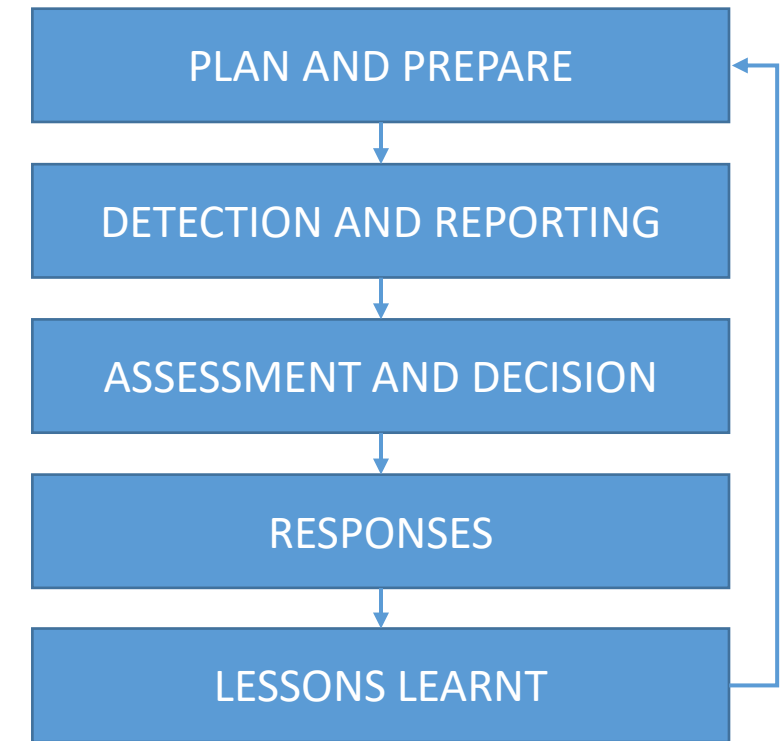 PLAN AND PREPARE
DETECTION AND REPORTING
ASSESSMENT AND DECISION
RESPONSES
LESSONS LEARNT